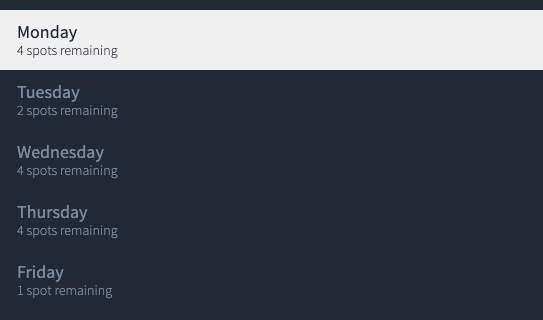 Monday
4 spots remaining
Tuesday
2 spots remaining
Wednesday
4 spots remaining
Thursday
4 spots remaining
Friday
1 spot remaining